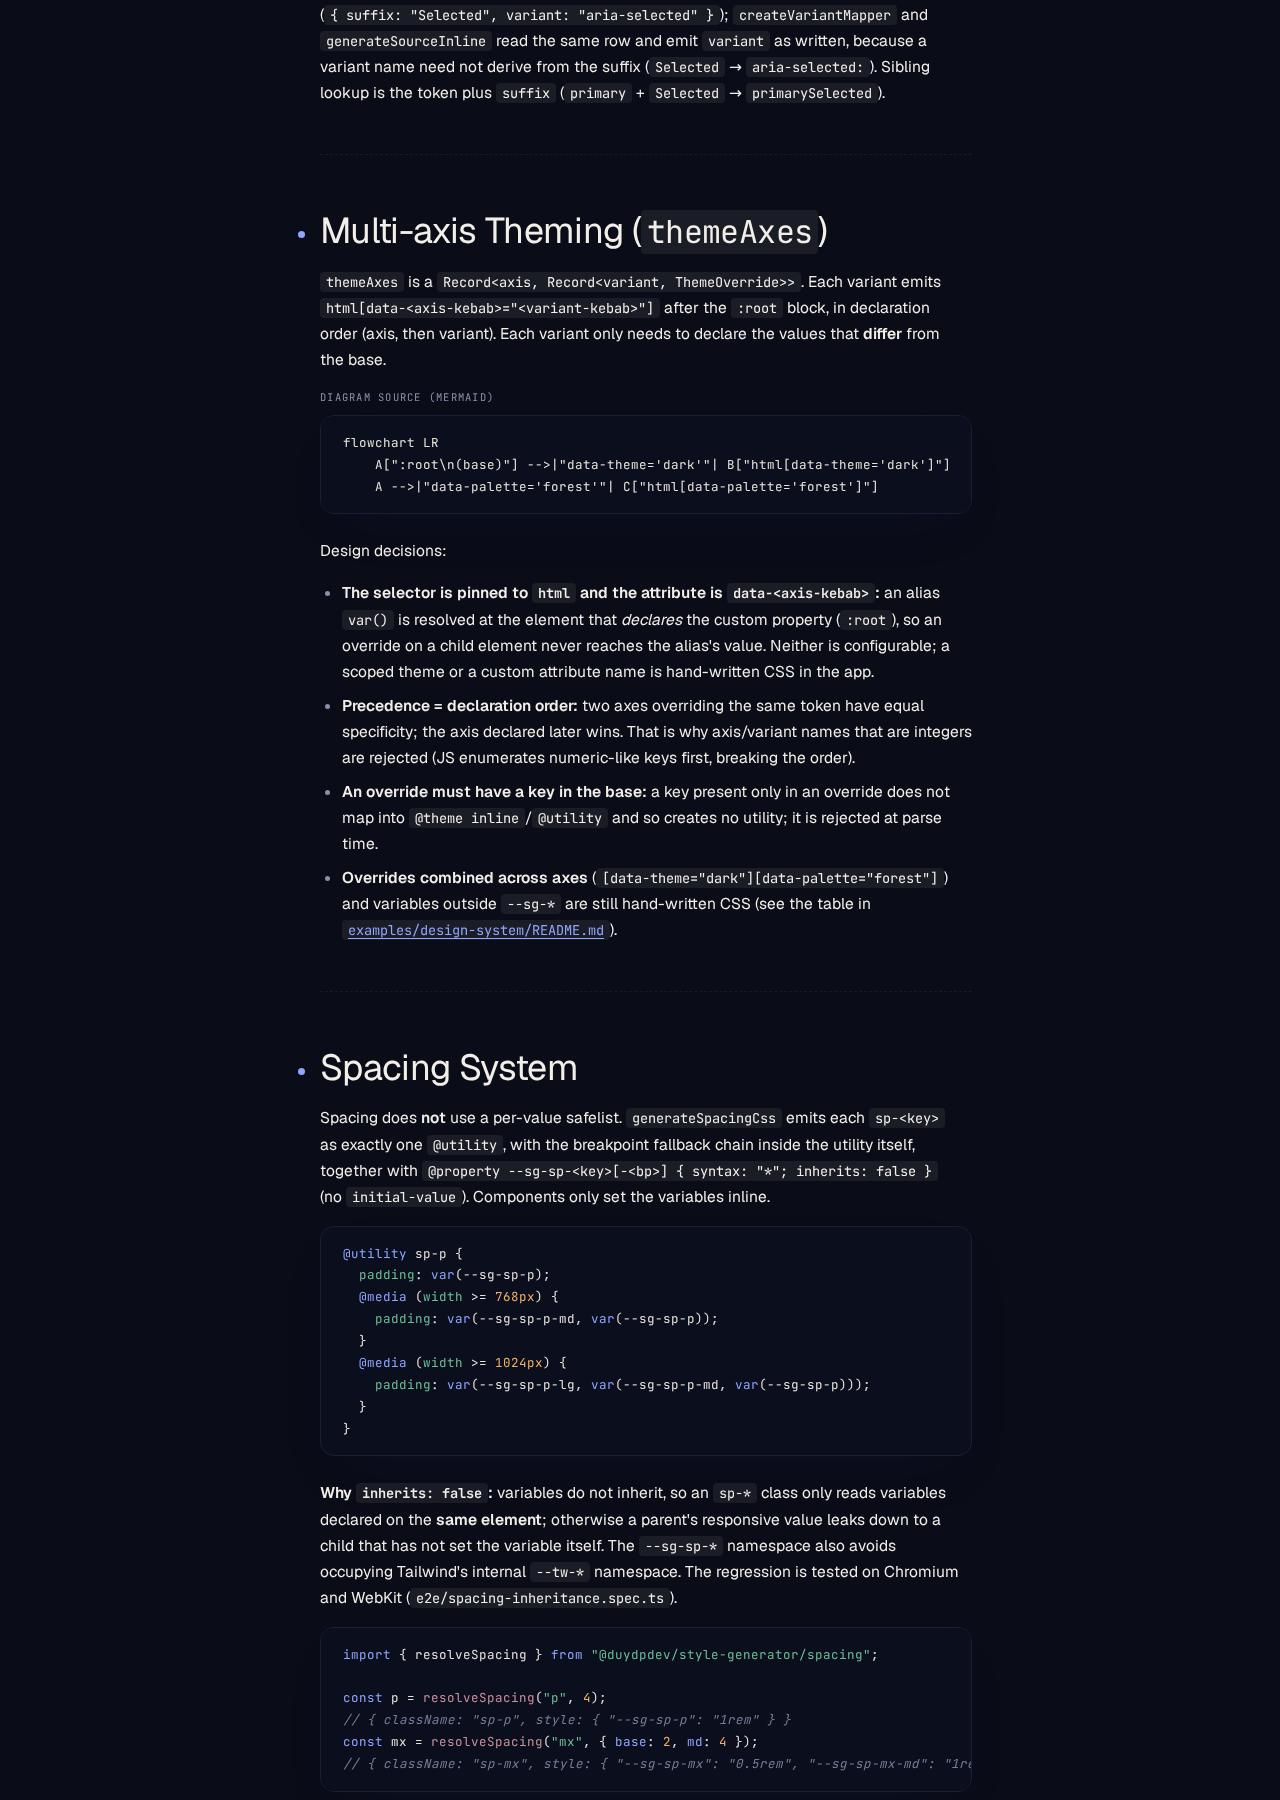 ( { suffix: "Selected", variant: "aria-selected" } ); createVariantMapper and
generateSourceInline read the same row and emit variant as written, because a
variant name need not derive from the suffix ( Selected → aria-selected: ). Sibling
lookup is the token plus suffix ( primary + Selected → primarySelected ).
Multi-axis Theming ( themeAxes )
themeAxes is a Record<axis, Record<variant, ThemeOverride>> . Each variant emits
html[data-<axis-kebab>="<variant-kebab>"] after the :root block, in declaration
order (axis, then variant). Each variant only needs to declare the values that differ from
the base.
DIAGRAM SOURCE (MERMAID)
flowchart LR
    A[":root\n(base)"] -->|"data-theme='dark'"| B["html[data-theme='dark']"]
    A -->|"data-palette='forest'"| C["html[data-palette='forest']"]
Design decisions:
• The selector is pinned to html and the attribute is data-<axis-kebab> : an alias
var() is resolved at the element that declares the custom property ( :root ), so an
override on a child element never reaches the alias's value. Neither is configurable; a
scoped theme or a custom attribute name is hand-written CSS in the app.
• Precedence = declaration order: two axes overriding the same token have equal
specificity; the axis declared later wins. That is why axis/variant names that are integers
are rejected (JS enumerates numeric-like keys first, breaking the order).
• An override must have a key in the base: a key present only in an override does not
map into @theme inline / @utility and so creates no utility; it is rejected at parse
time.
• Overrides combined across axes ( [data-theme="dark"][data-palette="forest"] )
and variables outside --sg-* are still hand-written CSS (see the table in
examples/design-system/README.md ).
Spacing System
Spacing does not use a per-value safelist. generateSpacingCss emits each sp-<key>
as exactly one @utility , with the breakpoint fallback chain inside the utility itself,
together with @property --sg-sp-<key>[-<bp>] { syntax: "*"; inherits: false }
(no initial-value ). Components only set the variables inline.
@utility sp-p {
  padding: var(--sg-sp-p);
  @media (width >= 768px) {
    padding: var(--sg-sp-p-md, var(--sg-sp-p));
  }
  @media (width >= 1024px) {
    padding: var(--sg-sp-p-lg, var(--sg-sp-p-md, var(--sg-sp-p)));
  }
}
Why inherits: false : variables do not inherit, so an sp-* class only reads variables
declared on the same element; otherwise a parent's responsive value leaks down to a
child that has not set the variable itself. The --sg-sp-* namespace also avoids
occupying Tailwind's internal --tw-* namespace. The regression is tested on Chromium
and WebKit ( e2e/spacing-inheritance.spec.ts ).
import { resolveSpacing } from "@duydpdev/style-generator/spacing";
const p = resolveSpacing("p", 4);
// { className: "sp-p", style: { "--sg-sp-p": "1rem" } }
const mx = resolveSpacing("mx", { base: 2, md: 4 });
// { className: "sp-mx", style: { "--sg-sp-mx": "0.5rem", "--sg-sp-mx-md": "1re